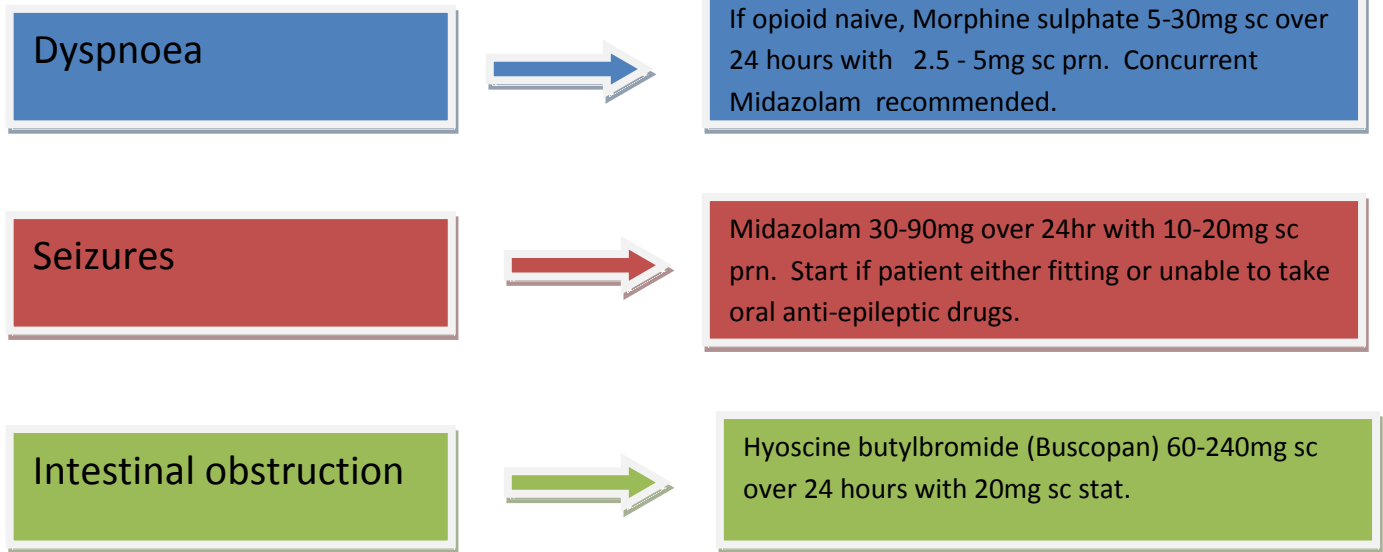 Dyspnoea
If opioid naive, Morphine sulphate 5-30mg sc over
24 hours with 2.5 - 5mg sc prn. Concurrent
Midazolam recommended.
Seizures
Midazolam 30-90mg over 24hr with 10-20mg sc
prn. Start if patient either fitting or unable to take
oral anti-epileptic drugs.
Intestinal obstruction
Hyoscine butylbromide (Buscopan) 60-240mg sc
over 24 hours with 20mg sc stat.